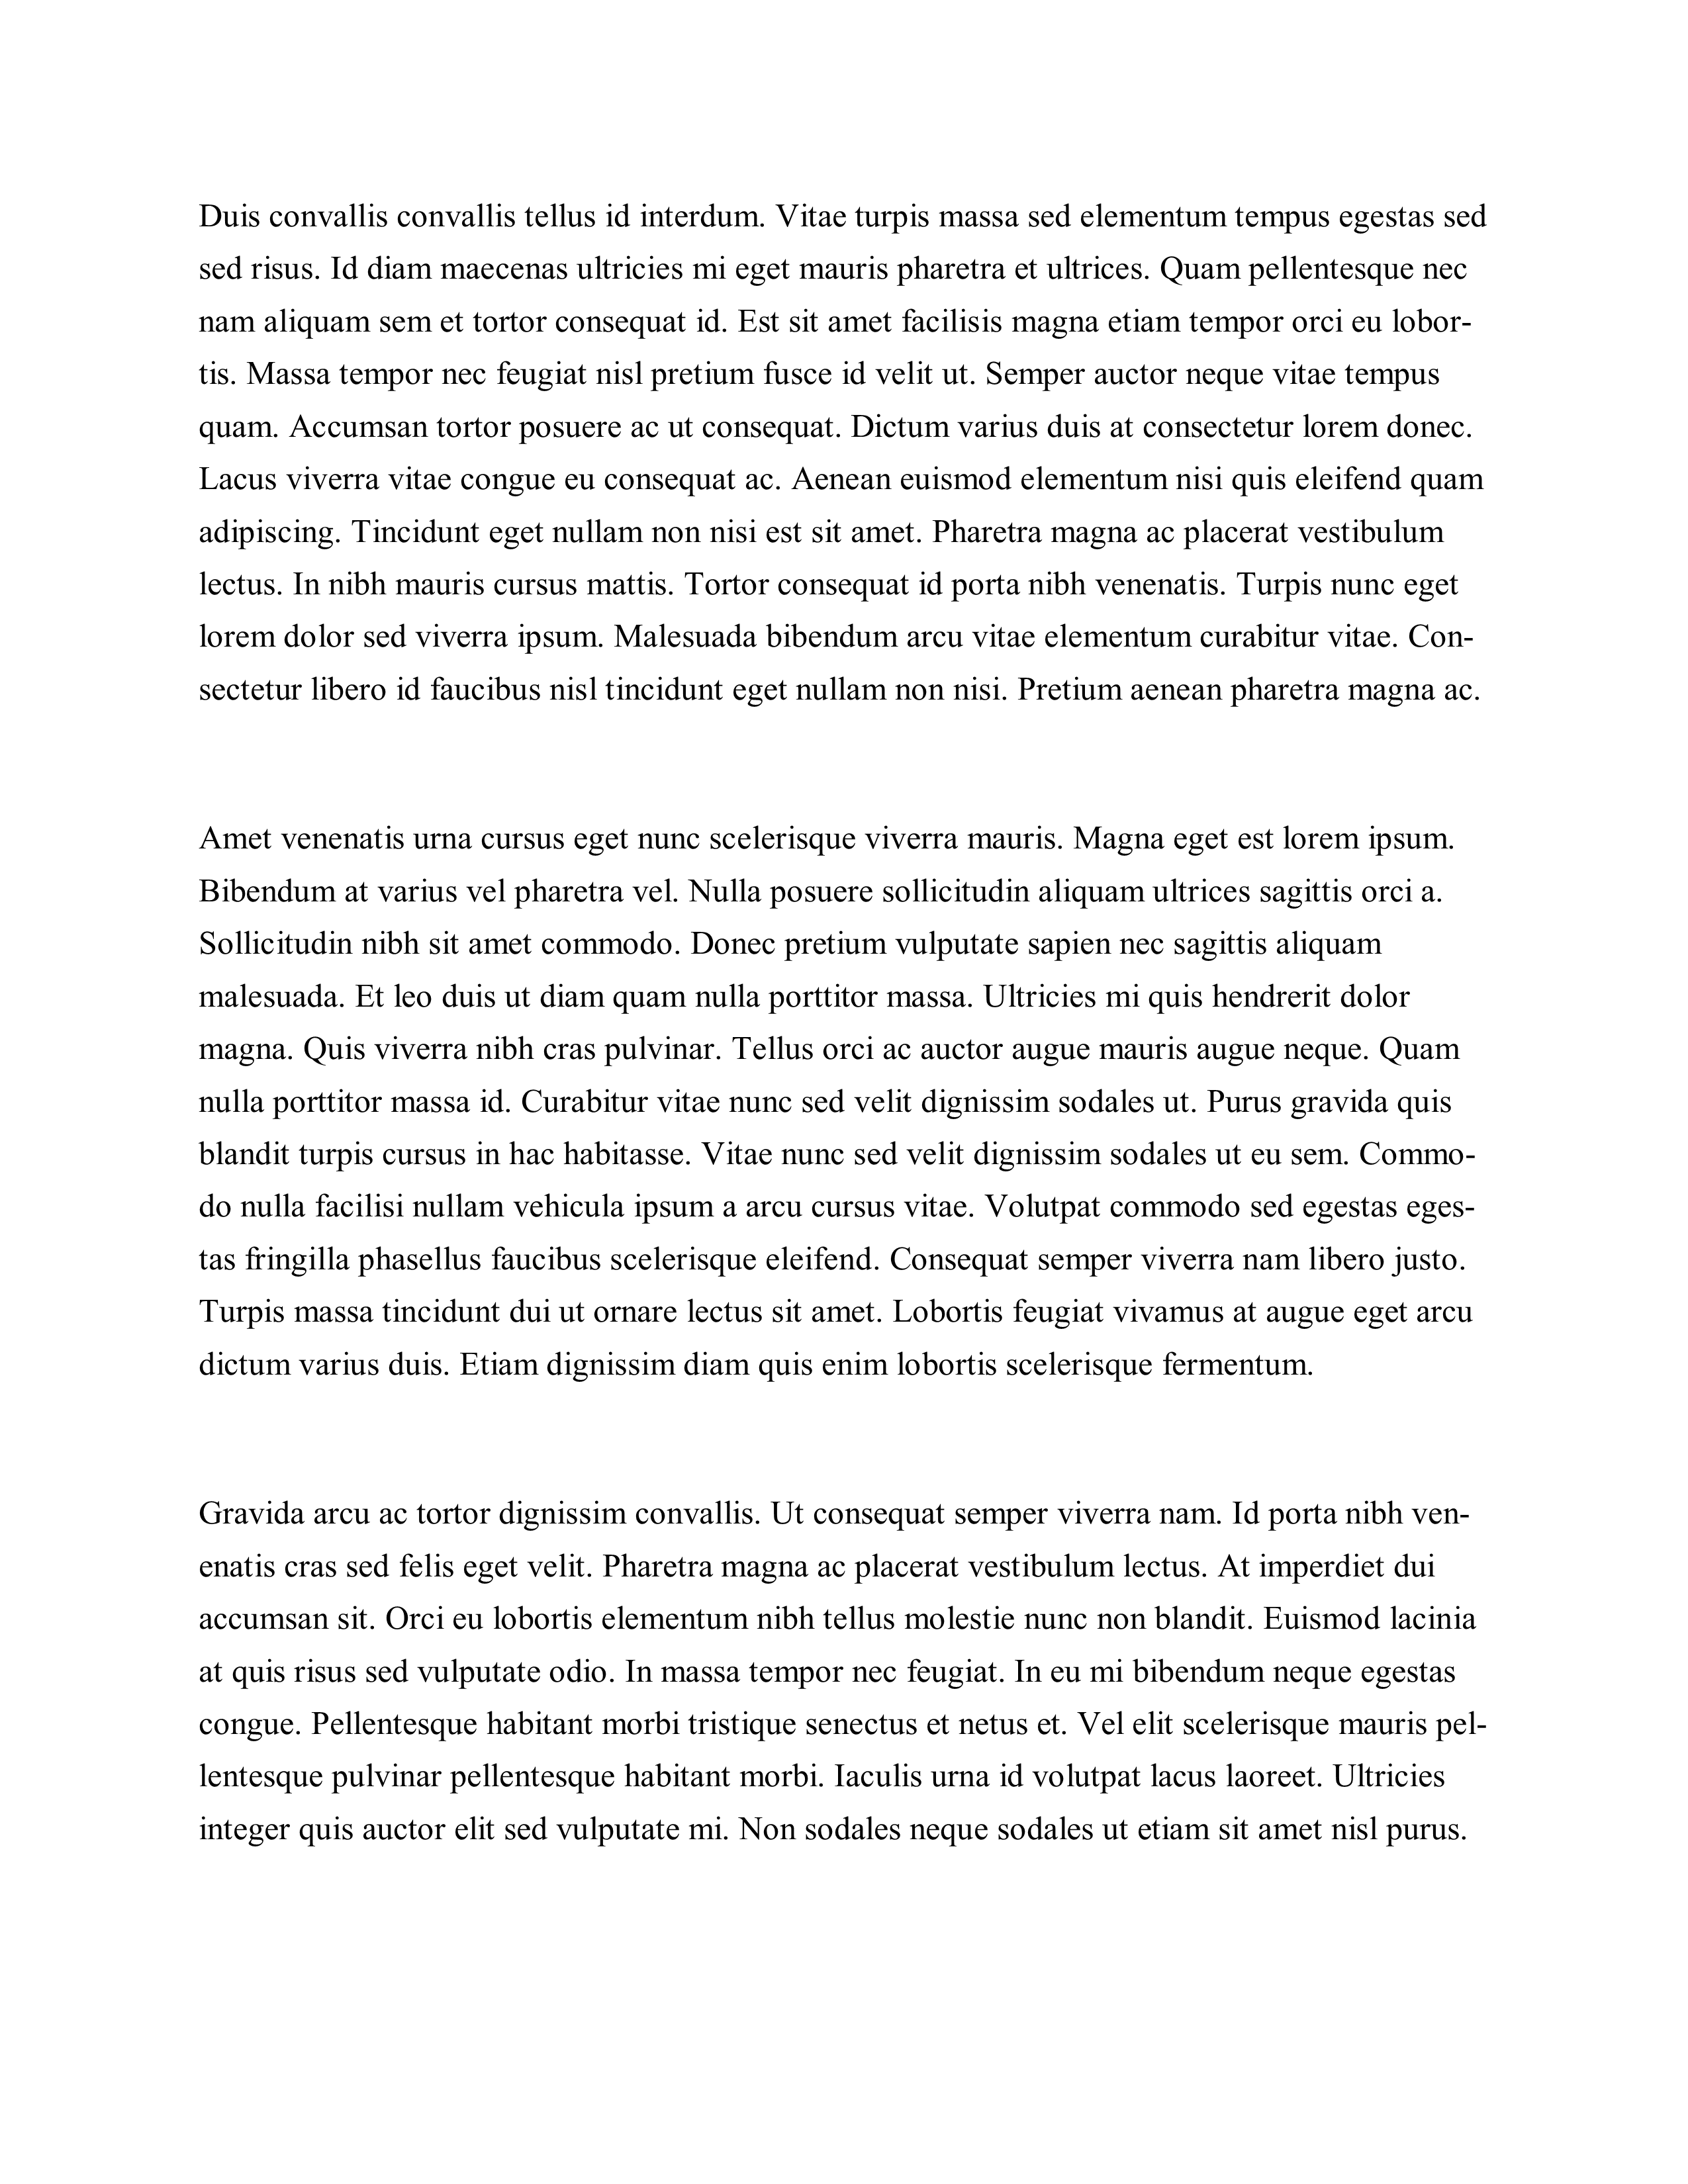 Duis convallis convallis tellus id interdum. Vitae turpis massa sed elementum tempus egestas sed
sed risus. Id diam maecenas ultricies mi eget mauris pharetra et ultrices. Quam pellentesque nec
nam aliquam sem et tortor consequat id. Est sit amet facilisis magna etiam tempor orci eu lobor-
tis. Massa tempor nec feugiat nisl pretium fusce id velit ut. Semper auctor neque vitae tempus
quam. Accumsan tortor posuere ac ut consequat. Dictum varius duis at consectetur lorem donec.
Lacus viverra vitae congue eu consequat ac. Aenean euismod elementum nisi quis eleifend quam
adipiscing. Tincidunt eget nullam non nisi est sit amet. Pharetra magna ac placerat vestibulum
lectus. In nibh mauris cursus mattis. Tortor consequat id porta nibh venenatis. Turpis nunc eget
lorem dolor sed viverra ipsum. Malesuada bibendum arcu vitae elementum curabitur vitae. Con-
sectetur libero id faucibus nisl tincidunt eget nullam non nisi. Pretium aenean pharetra magna ac.
Amet venenatis urna cursus eget nunc scelerisque viverra mauris. Magna eget est lorem ipsum.
Bibendum at varius vel pharetra vel. Nulla posuere sollicitudin aliquam ultrices sagittis orci a.
Sollicitudin nibh sit amet commodo. Donec pretium vulputate sapien nec sagittis aliquam
malesuada. Et leo duis ut diam quam nulla porttitor massa. Ultricies mi quis hendrerit dolor
magna. Quis viverra nibh cras pulvinar. Tellus orci ac auctor augue mauris augue neque. Quam
nulla porttitor massa id. Curabitur vitae nunc sed velit dignissim sodales ut. Purus gravida quis
blandit turpis cursus in hac habitasse. Vitae nunc sed velit dignissim sodales ut eu sem. Commo-
do nulla facilisi nullam vehicula ipsum a arcu cursus vitae. Volutpat commodo sed egestas eges-
tas fringilla phasellus faucibus scelerisque eleifend. Consequat semper viverra nam libero justo.
Turpis massa tincidunt dui ut ornare lectus sit amet. Lobortis feugiat vivamus at augue eget arcu
dictum varius duis. Etiam dignissim diam quis enim lobortis scelerisque fermentum.
Gravida arcu ac tortor dignissim convallis. Ut consequat semper viverra nam. Id porta nibh ven-
enatis cras sed felis eget velit. Pharetra magna ac placerat vestibulum lectus. At imperdiet dui
accumsan sit. Orci eu lobortis elementum nibh tellus molestie nunc non blandit. Euismod lacinia
at quis risus sed vulputate odio. In massa tempor nec feugiat. In eu mi bibendum neque egestas
congue. Pellentesque habitant morbi tristique senectus et netus et. Vel elit scelerisque mauris pel-
lentesque pulvinar pellentesque habitant morbi. Iaculis urna id volutpat lacus laoreet. Ultricies
integer quis auctor elit sed vulputate mi. Non sodales neque sodales ut etiam sit amet nisl purus.